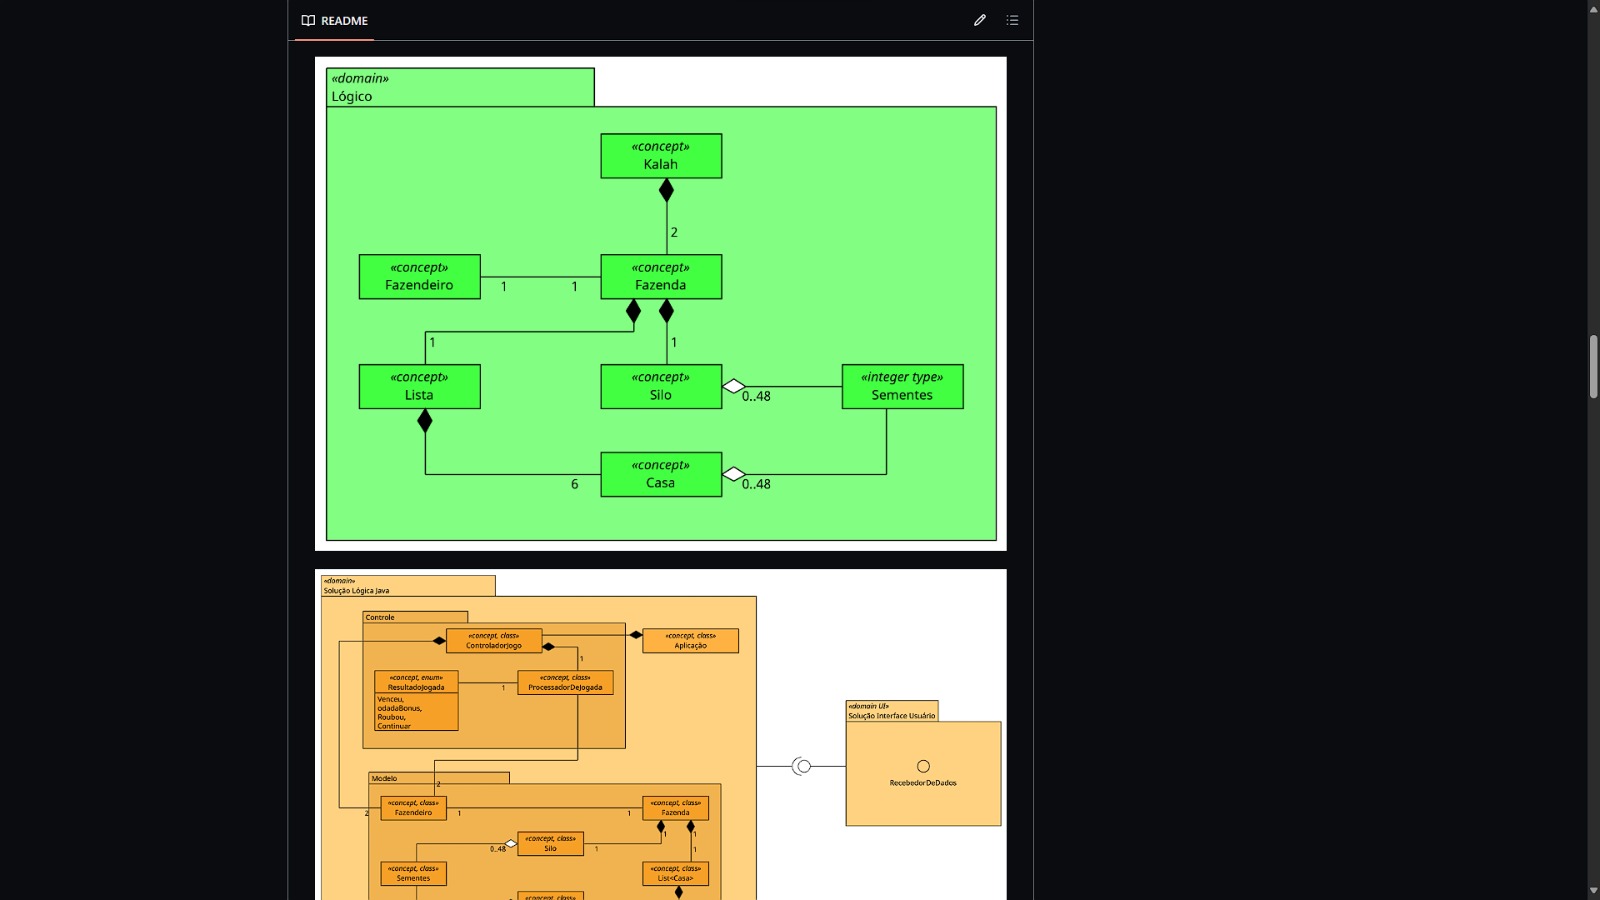 README
«domain»
Lógico
«concept»
Kalah
2
«concept»
Fazendeiro
1
1
«concept»
Fazenda
1
1
«concept»
Lista
«concept»
Silo
0..48
«integer type»
Sementes
6
«concept»
Casa
0..48
«domain»
Solução Lógica Java
Controle
«concept, class»
ControladorJogo
«concept, class»
Aplicação
1
«concept, enum»
ResultadoJogada
Venceu,
odadaBonus,
Roubou,
Continuar
1
«concept, class»
ProcessadorDeJogada
«domain UI»
Solução Interface Usuário
RecebedorDeDados
Modelo
2
2
«concept, class»
Fazendeiro
1
1
«concept, class»
Fazenda
1
1
0..48
«concept, class»
Silo
1
1
«concept, class»
Sementes
«concept, class»
List<Casa>
«concept, class»